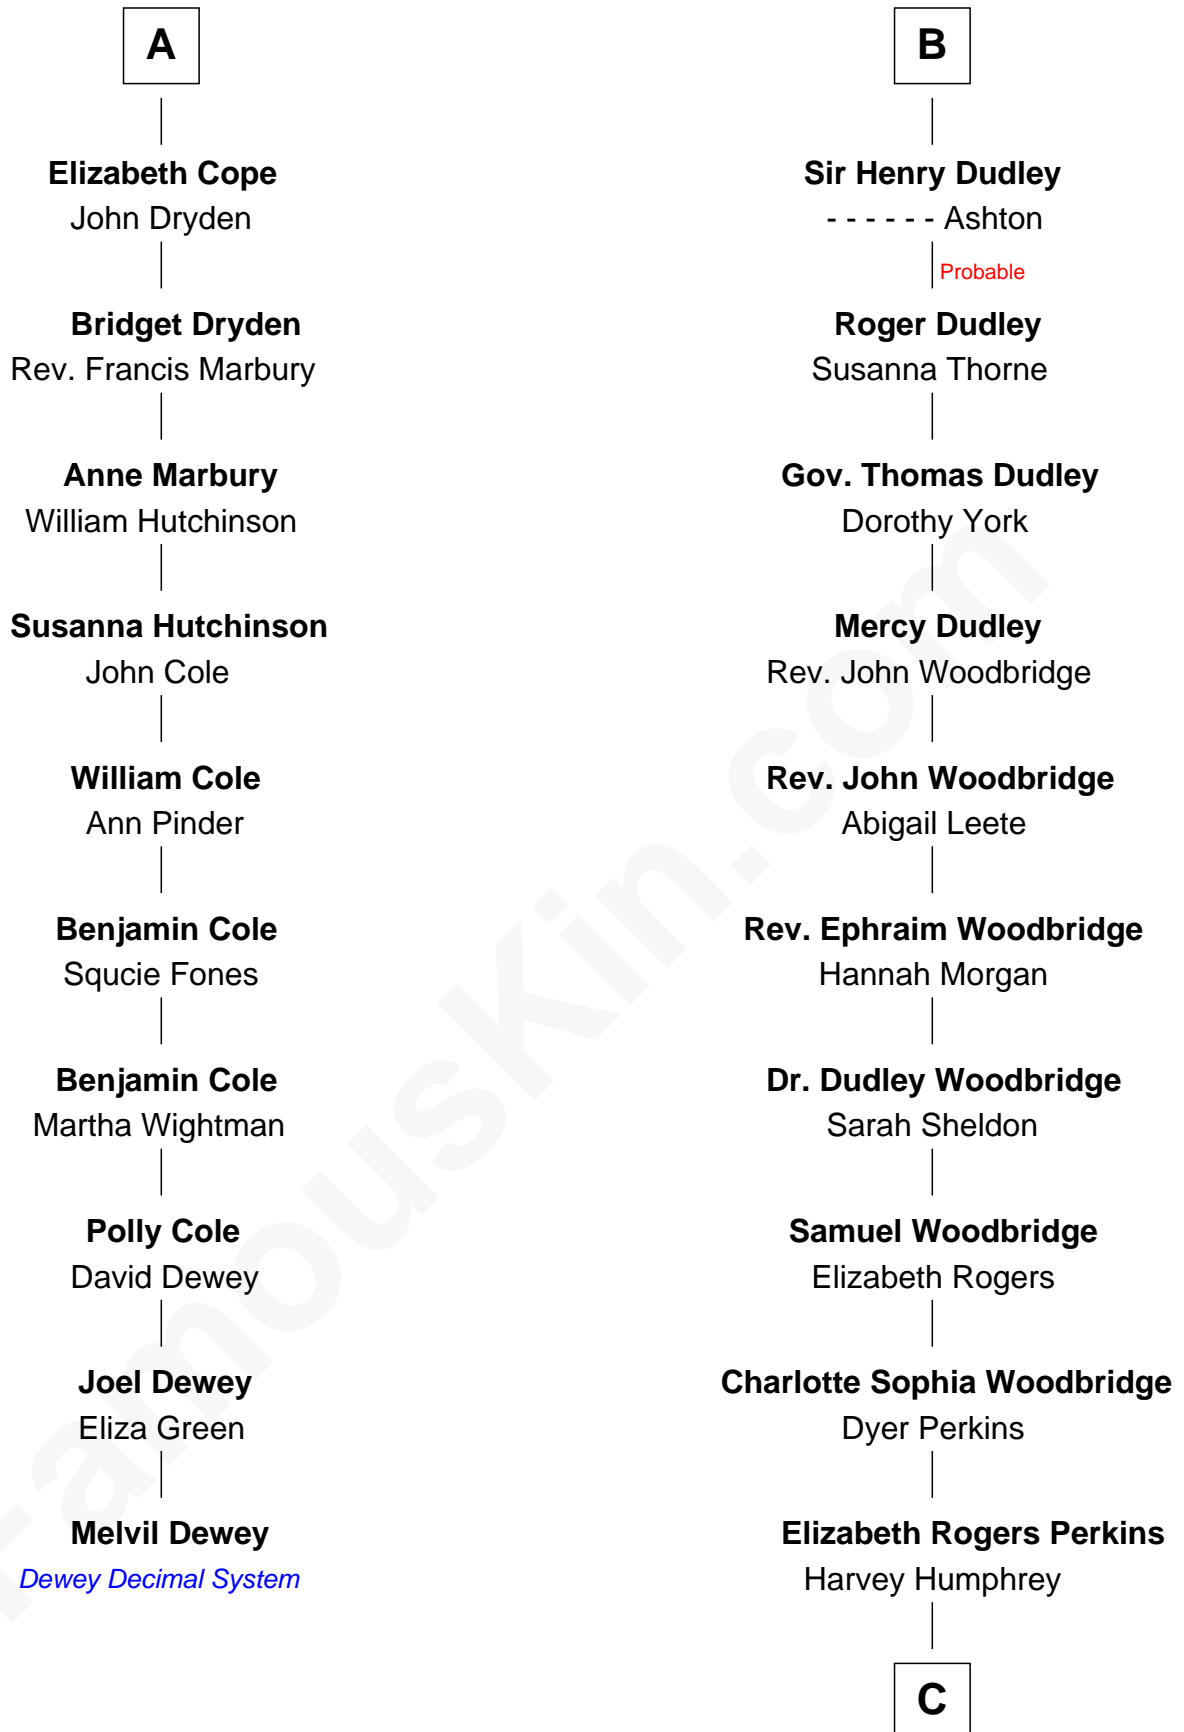 A
Elizabeth Cope
John Dryden
Bridget Dryden
Rev. Francis Marbury
Anne Marbury
William Hutchinson
Susanna Hutchinson
John Cole
William Cole
Ann Pinder
Benjamin Cole
Squcie Fones
Benjamin Cole
Martha Wightman
Polly Cole
David Dewey
Joel Dewey
Eliza Green
Melvil Dewey
Dewey Decimal System
B
Sir Henry Dudley
- - - - - - Ashton
Probable
Roger Dudley
Susanna Thorne
Gov. Thomas Dudley
Dorothy York
Mercy Dudley
Rev. John Woodbridge
Rev. John Woodbridge
Abigail Leete
Rev. Ephraim Woodbridge
Hannah Morgan
Dr. Dudley Woodbridge
Sarah Sheldon
Samuel Woodbridge
Elizabeth Rogers
Charlotte Sophia Woodbridge
Dyer Perkins
Elizabeth Rogers Perkins
Harvey Humphrey
C
FamousKin.com